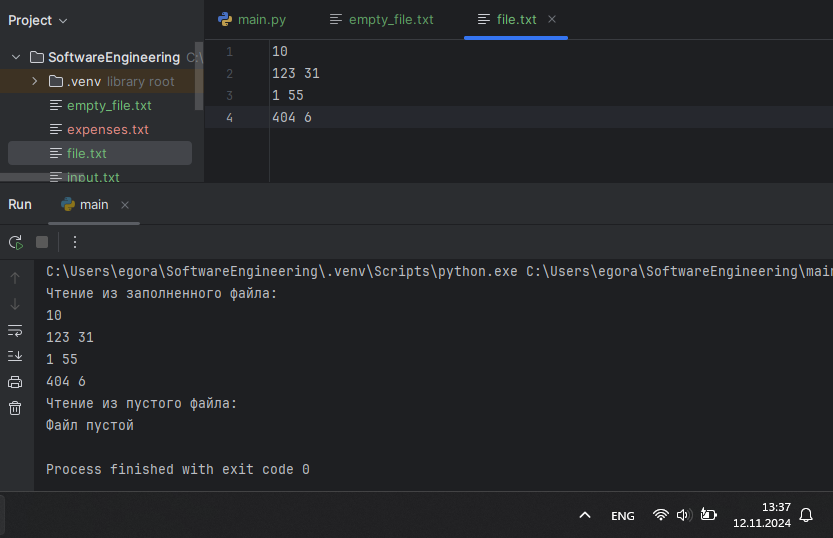 Project
main.py
empty_file.txt
file.txt
SoftwareEngineering C:\
.venv library root
empty_file.txt
expenses.txt
file.txt
input.txt
1 10
2 123 31
3 1 55
4 404 6
Run
main
C:\Users\egora\SoftwareEngineering\.venv\Scripts\python.exe C:\Users\egora\SoftwareEngineering\mai
Чтение из заполненного файла:
10
123 31
1 55
404 6
Чтение из пустого файла:
Файл пустой
Process finished with exit code 0
ENG
13:37
12.11.2024